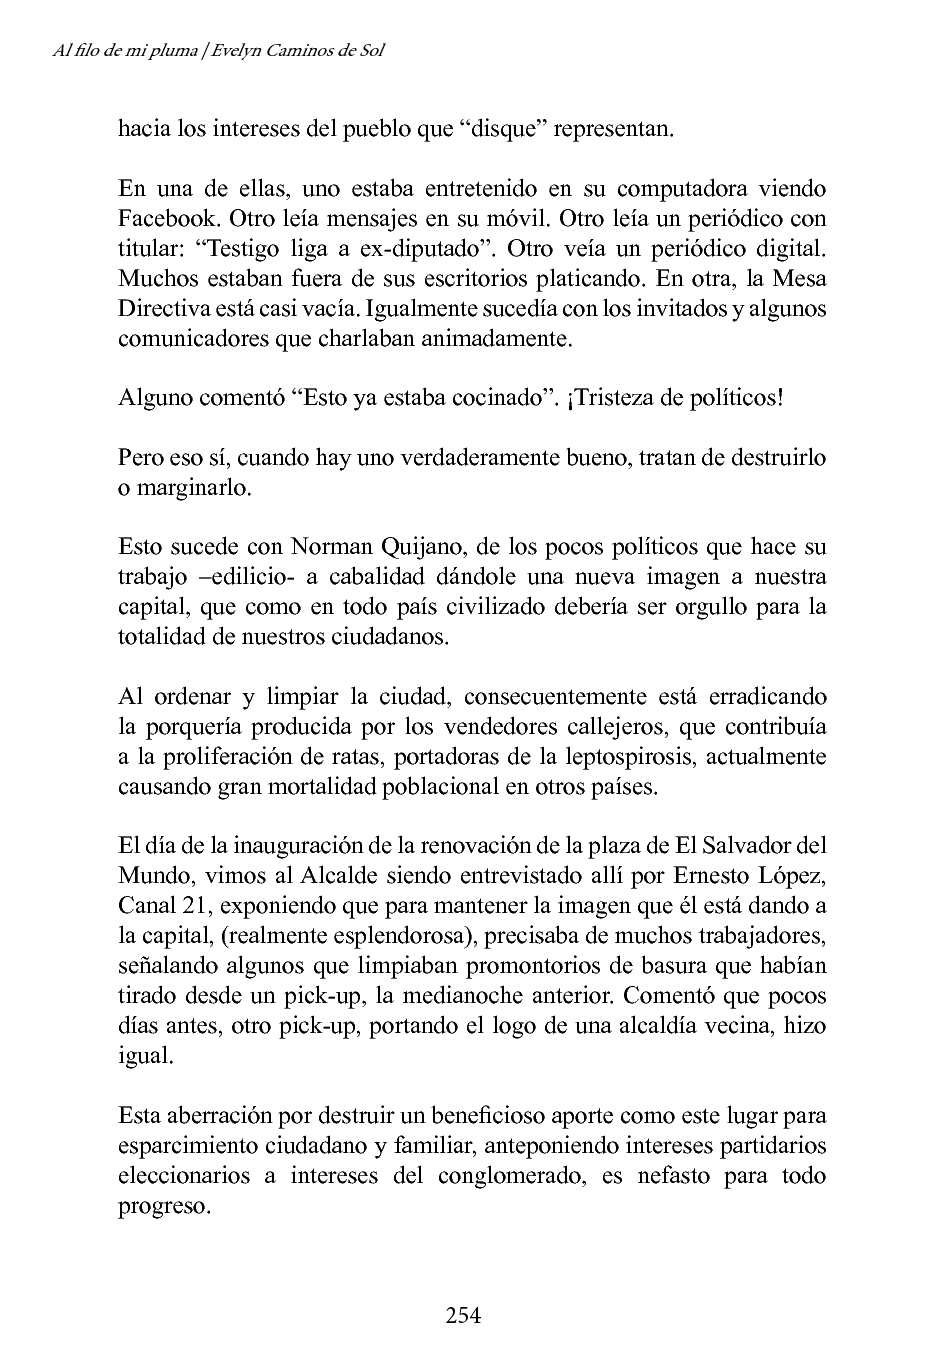 Al filo de mi pluma | Evelyn Caminos de Sol
hacia los intereses del pueblo que “disque” representan.
En una de ellas, uno estaba entretenido en su computadora viendo
Facebook. Otro leía mensajes en su móvil. Otro leía un periódico con
titular: “Testigo liga a ex-diputado”. Otro veía un periódico digital.
Muchos estaban fuera de sus escritorios platicando. En otra, la Mesa
Directiva está casi vacía. Igualmente sucedía con los invitados y algunos
comunicadores que charlaban animadamente.
Alguno comentó “Esto ya estaba cocinado”. ¡Tristeza de políticos!
Pero eso sí, cuando hay uno verdaderamente bueno, tratan de destruirlo
o marginarlo.
Esto sucede con Norman Quijano, de los pocos políticos que hace su
trabajo –edilicio- a cabalidad dándole una nueva imagen a nuestra
capital, que como en todo país civilizado debería ser orgullo para la
totalidad de nuestros ciudadanos.
Al ordenar y limpiar la ciudad, consecuentemente está erradicando
la porquería producida por los vendedores callejeros, que contribuía
a la proliferación de ratas, portadoras de la leptospirosis, actualmente
causando gran mortalidad poblacional en otros países.
El día de la inauguración de la renovación de la plaza de El Salvador del
Mundo, vimos al Alcalde siendo entrevistado allí por Ernesto López,
Canal 21, exponiendo que para mantener la imagen que él está dando a
la capital, (realmente esplendorosa), precisaba de muchos trabajadores,
señalando algunos que limpiaban promontorios de basura que habían
tirado desde un pick-up, la medianoche anterior. Comentó que pocos
días antes, otro pick-up, portando el logo de una alcaldía vecina, hizo
igual.
Esta aberración por destruir un beneficioso aporte como este lugar para
esparcimiento ciudadano y familiar, anteponiendo intereses partidarios
eleccionarios a intereses del conglomerado, es nefasto para todo
progreso.
254